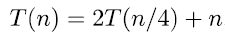 T(n) = 2T(n/4) + n